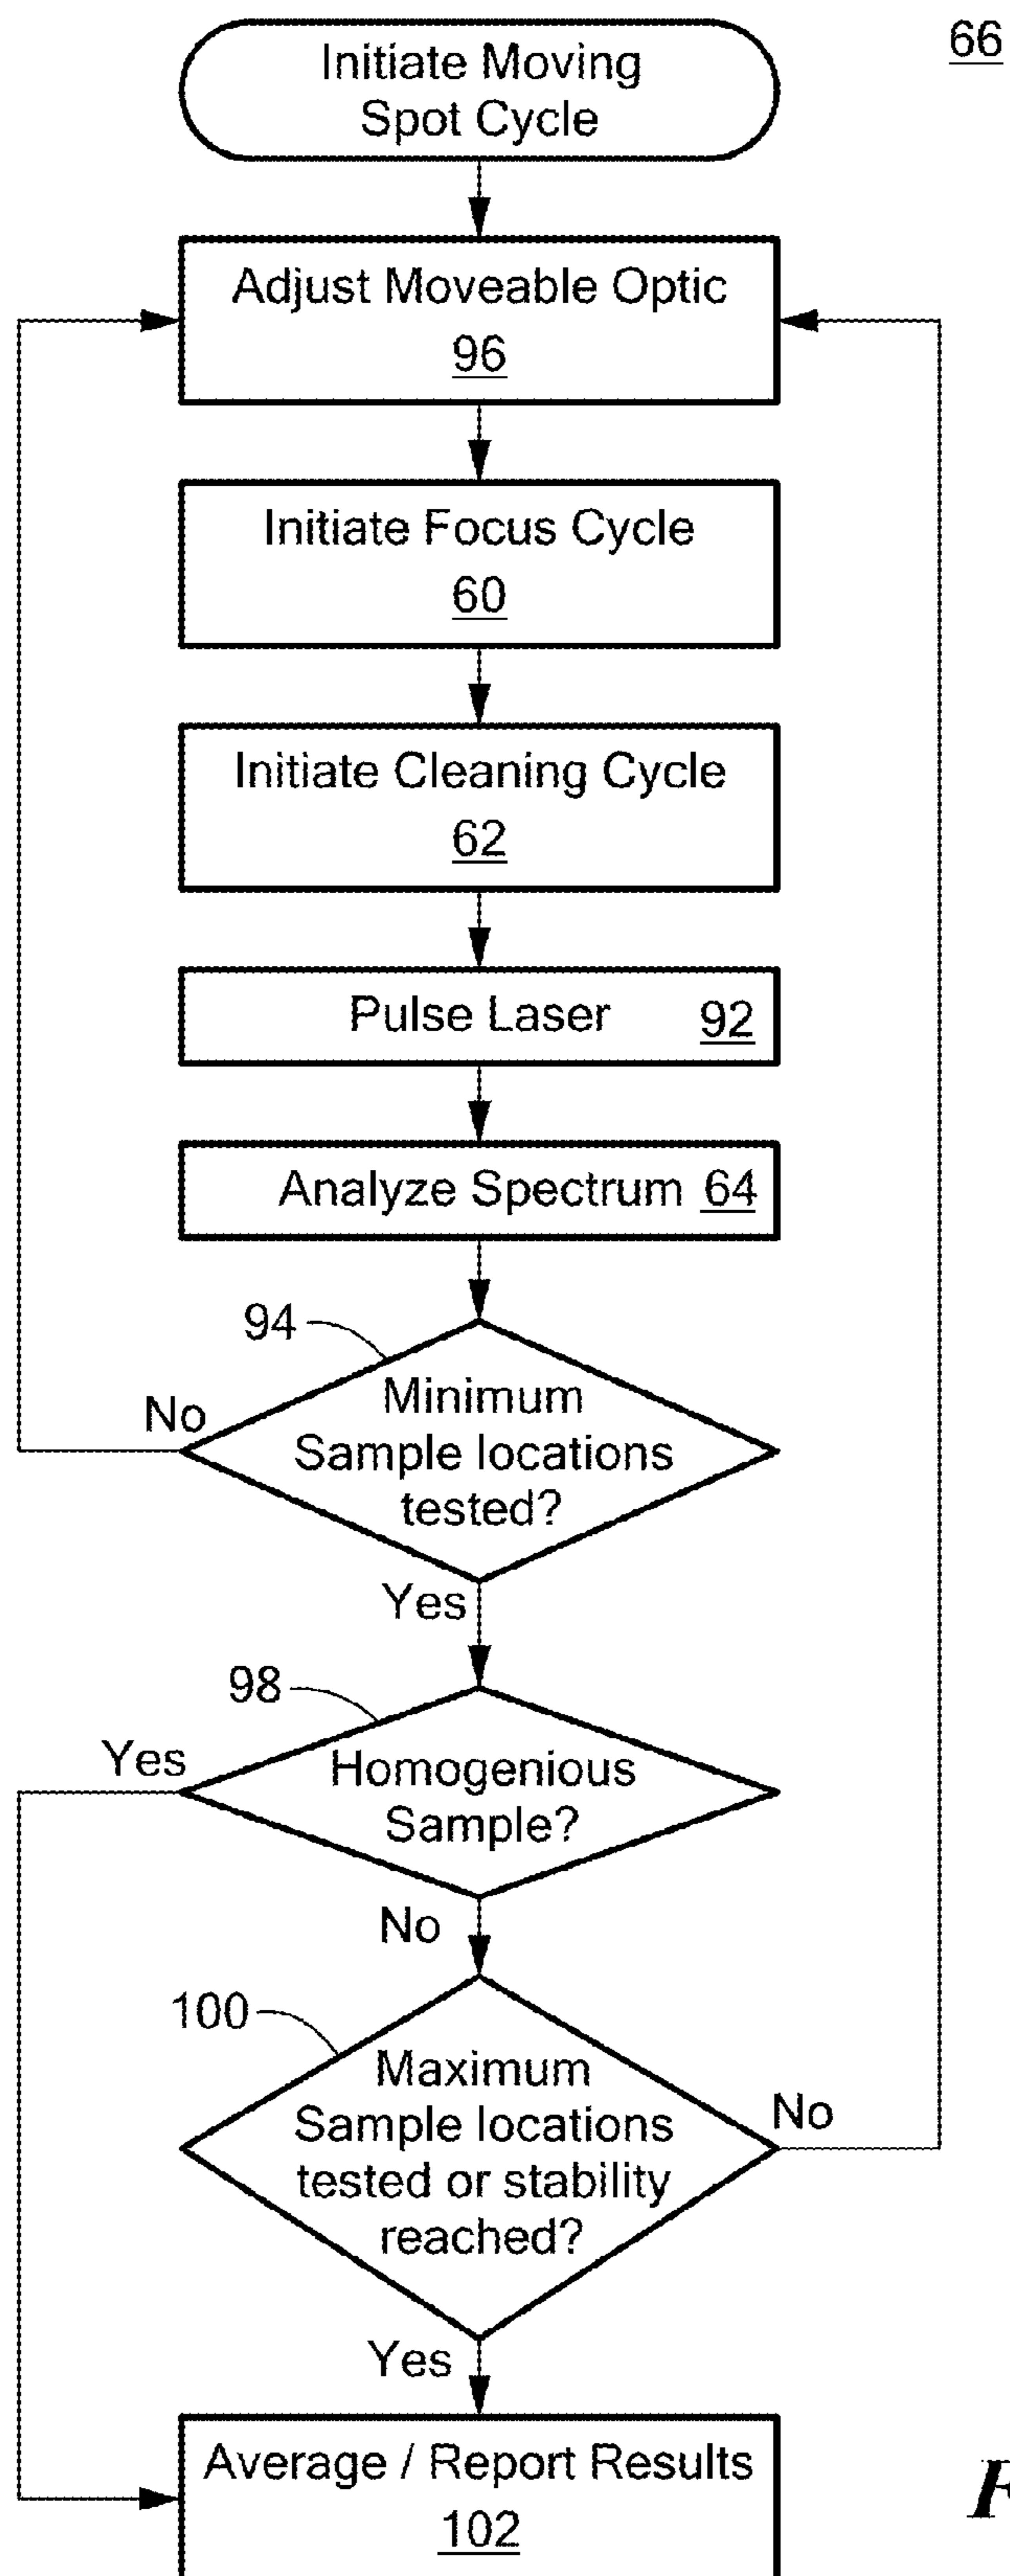 66
Initiate Moving
Spot Cycle
Adjust Moveable Optic
96
Initiate Focus Cycle
60
Initiate Cleaning Cycle
62
Pulse Laser 92
Analyze Spectrum 64
94
Minimum
Sample locations
tested?
No
Yes
98
Homogenious
Sample?
Yes
No
100
Maximum
Sample locations
tested or stability
reached?
No
Yes
Average / Report Results
102